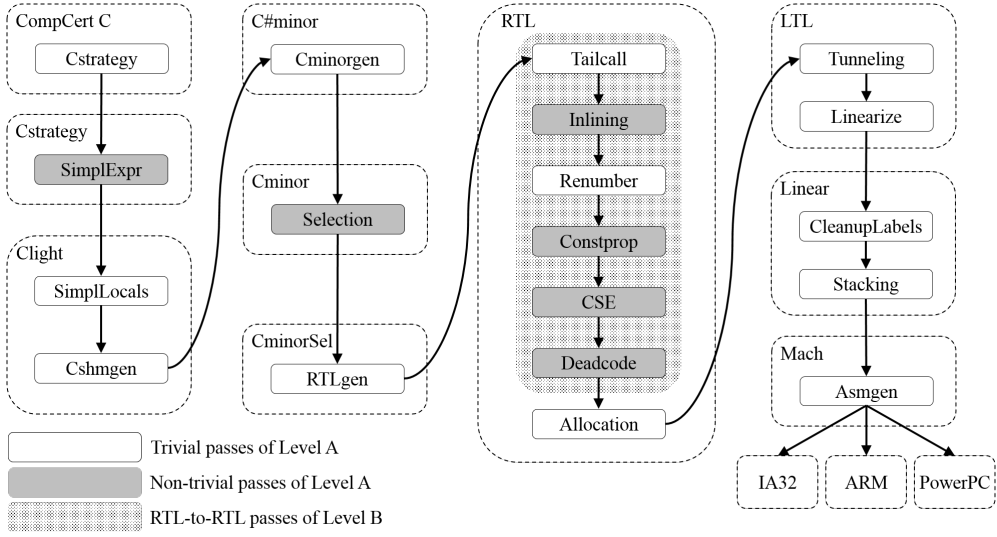 CompCert C
Cstrategy
Cstrategy
SimplExpr
Clight
SimplLocals
Cshmgen
C#minor
Cminorgen
Cminor
Selection
CminorSel
RTLgen
RTL
Tailcall
Inlining
Renumber
Constprop
CSE
Deadcode
Allocation
LTL
Tunneling
Linearize
Linear
CleanupLabels
Stacking
Mach
Asmgen
IA32
ARM
PowerPC
Trivial passes of Level A
Non-trivial passes of Level A
RTL-to-RTL passes of Level B